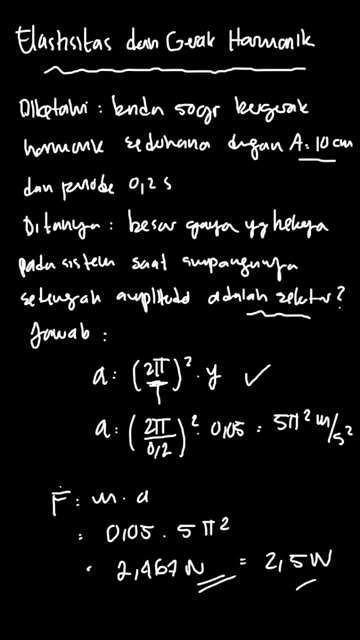 Elastisitas dan Gerak Harmonik
Diketahui : benda 50gr bergerak
harmonik sederhana dengan A = 10 cm
dan periode 0,2 s
Ditanya : besar gaya yg bekerja
pada sistem saat simpangannya
setengah amplitudo adalah sekitar ?
Jawab :
a = (2π/T)² · y ✓
a = (2π/0,2)² · 0,05 = 5π² m/s²
F = m · a
= 0,05 · 5π²
= 2,467 N = 2,5 N